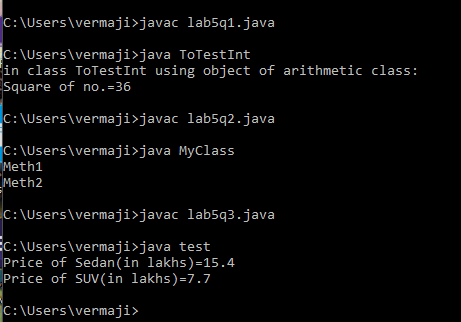 C:\Users\vermaji>javac lab5q1.java
C:\Users\vermaji>java ToTestInt
in class ToTestInt using object of arithmetic class:
Square of no.=36
C:\Users\vermaji>javac lab5q2.java
C:\Users\vermaji>java MyClass
Meth1
Meth2
C:\Users\vermaji>javac lab5q3.java
C:\Users\vermaji>java test
Price of Sedan(in lakhs)=15.4
Price of SUV(in lakhs)=7.7
C:\Users\vermaji>